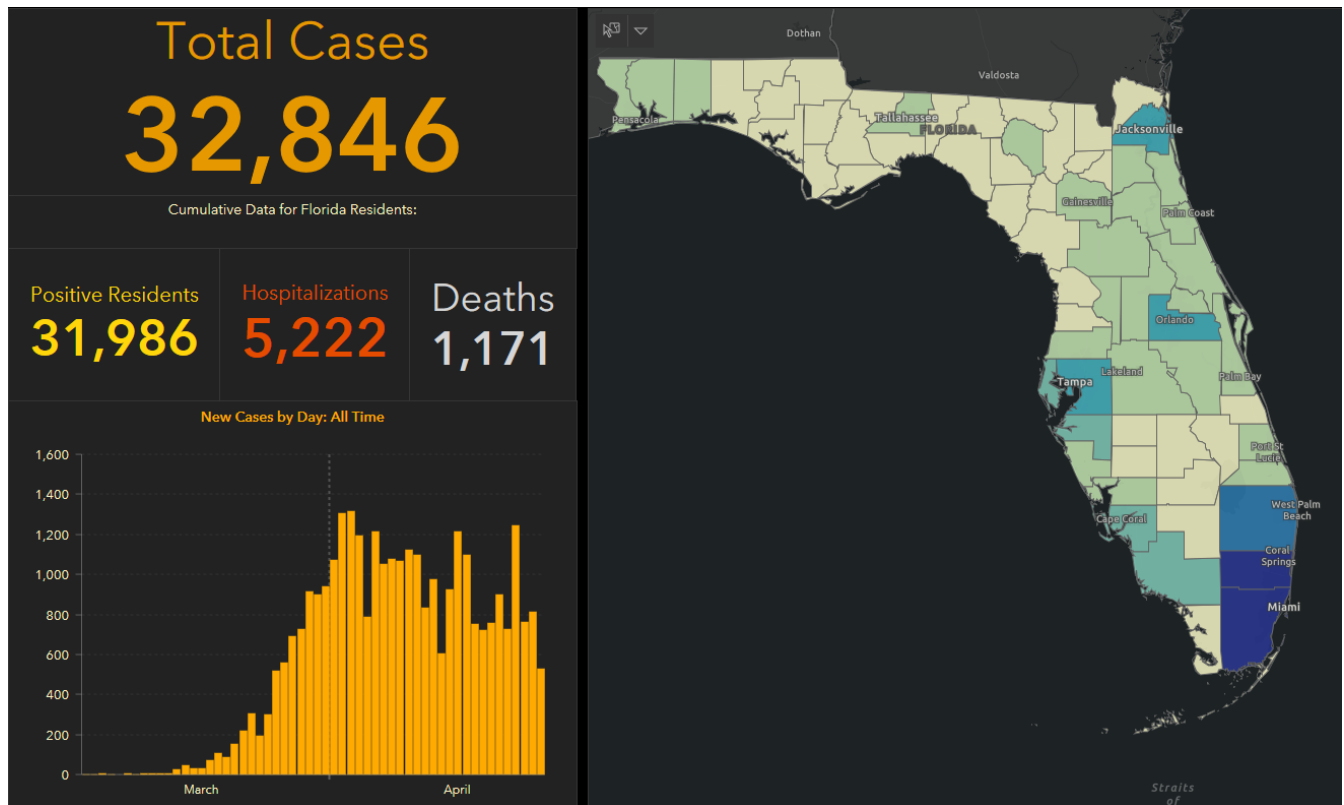 Total Cases
32,846
Cumulative Data for Florida Residents:
Positive Residents
31,986
Hospitalizations
5,222
Deaths
1,171
New Cases by Day: All Time
1,600
1,400
1,200
1,000
800
600
400
200
0
March
April
Dothan
Valdosta
Pensacola
Tallahassee
FLORIDA
Jacksonville
Gainesville
Palm Coast
Orlando
Lakeland
Tampa
Palm Bay
Port St
Lucie
Cape Coral
West Palm
Beach
Coral
Springs
Miami
Straits
of